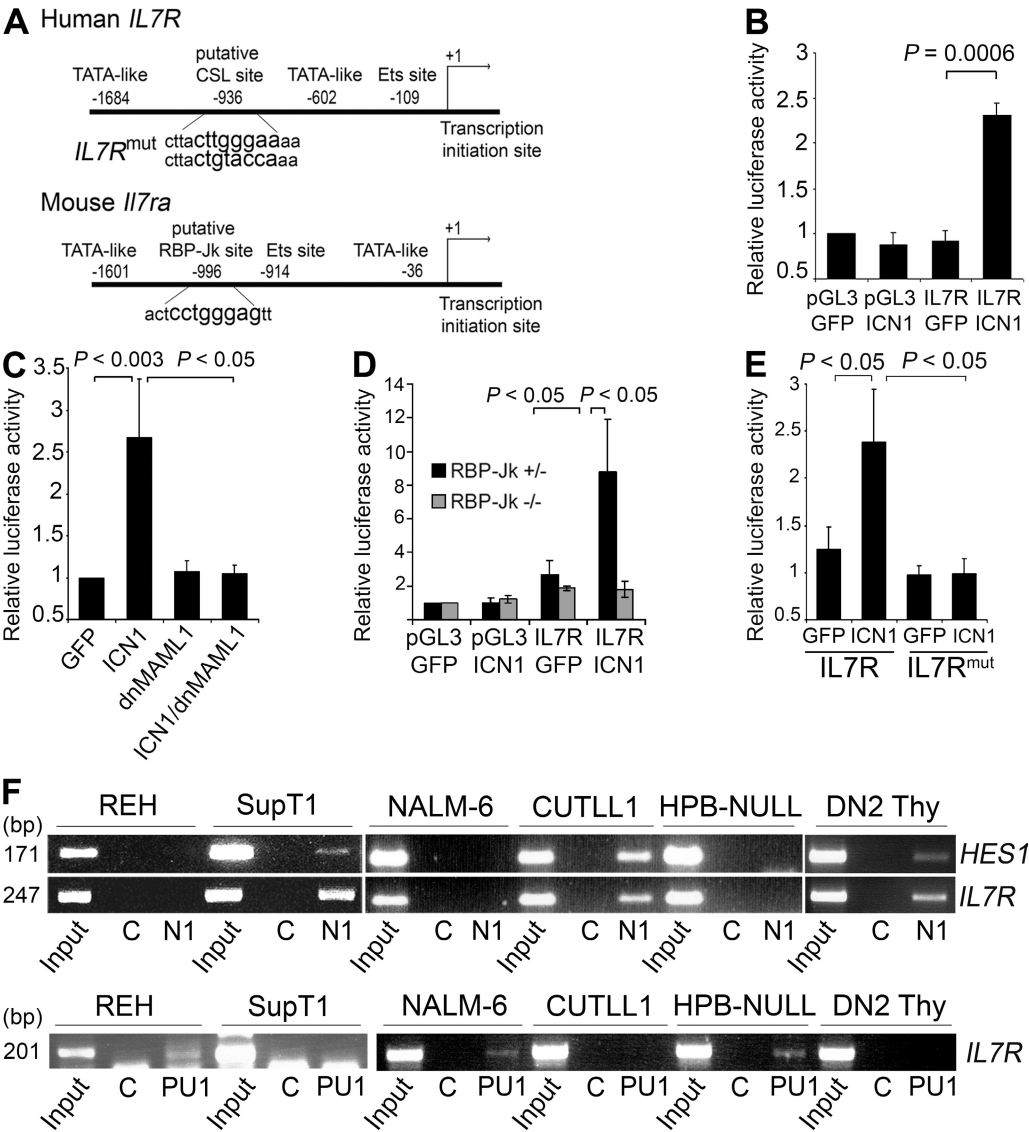 A
Human IL7R
putative
TATA-like CSL site TATA-like Ets site +1
-1684 -936 -602 -109
IL7Rmut cttacttgggaaaa
cttactgtaccaaa
Transcription
initiation site
Mouse Il7ra
putative
TATA-like RBP-Jk site Ets site TATA-like +1
-1601 -996 -914 -36
actcctgggagtt
Transcription
initiation site
B
P = 0.0006
Relative luciferase activity
3
2.5
2
1.5
1
0.5
pGL3 pGL3 IL7R IL7R
GFP ICN1 GFP ICN1
C
P < 0.003 P < 0.05
Relative luciferase activity
3.5
3
2.5
2
1.5
1
0.5
GFP
ICN1
dnMAML1
ICN1/dnMAML1
D
P < 0.05 P < 0.05
Relative luciferase activity
14
12
10
8
6
4
2
RBP-Jk +/-
RBP-Jk -/-
pGL3 pGL3 IL7R IL7R
GFP ICN1 GFP ICN1
E
P < 0.05 P < 0.05
Relative luciferase activity
3
2.5
2
1.5
1
0.5
GFP ICN1 GFP ICN1
IL7R IL7Rmut
F
REH SupT1 NALM-6 CUTLL1 HPB-NULL DN2 Thy
(bp)
171 HES1
247 IL7R
Input C N1 Input C N1 Input C N1 Input C N1 Input C N1 Input C N1
REH SupT1 NALM-6 CUTLL1 HPB-NULL DN2 Thy
(bp)
201 IL7R
Input C PU1 Input C PU1 Input C PU1 Input C PU1 Input C PU1 Input C PU1